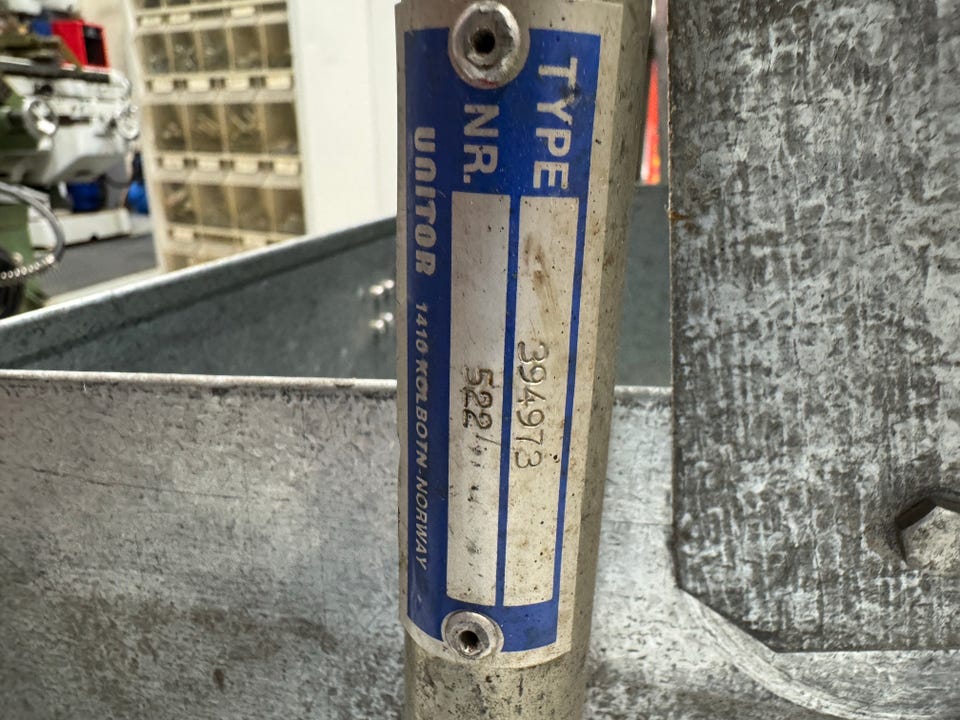 TYPE 394973
NR. 522
UNITOR 1410 KOLBOTN-NORWAY